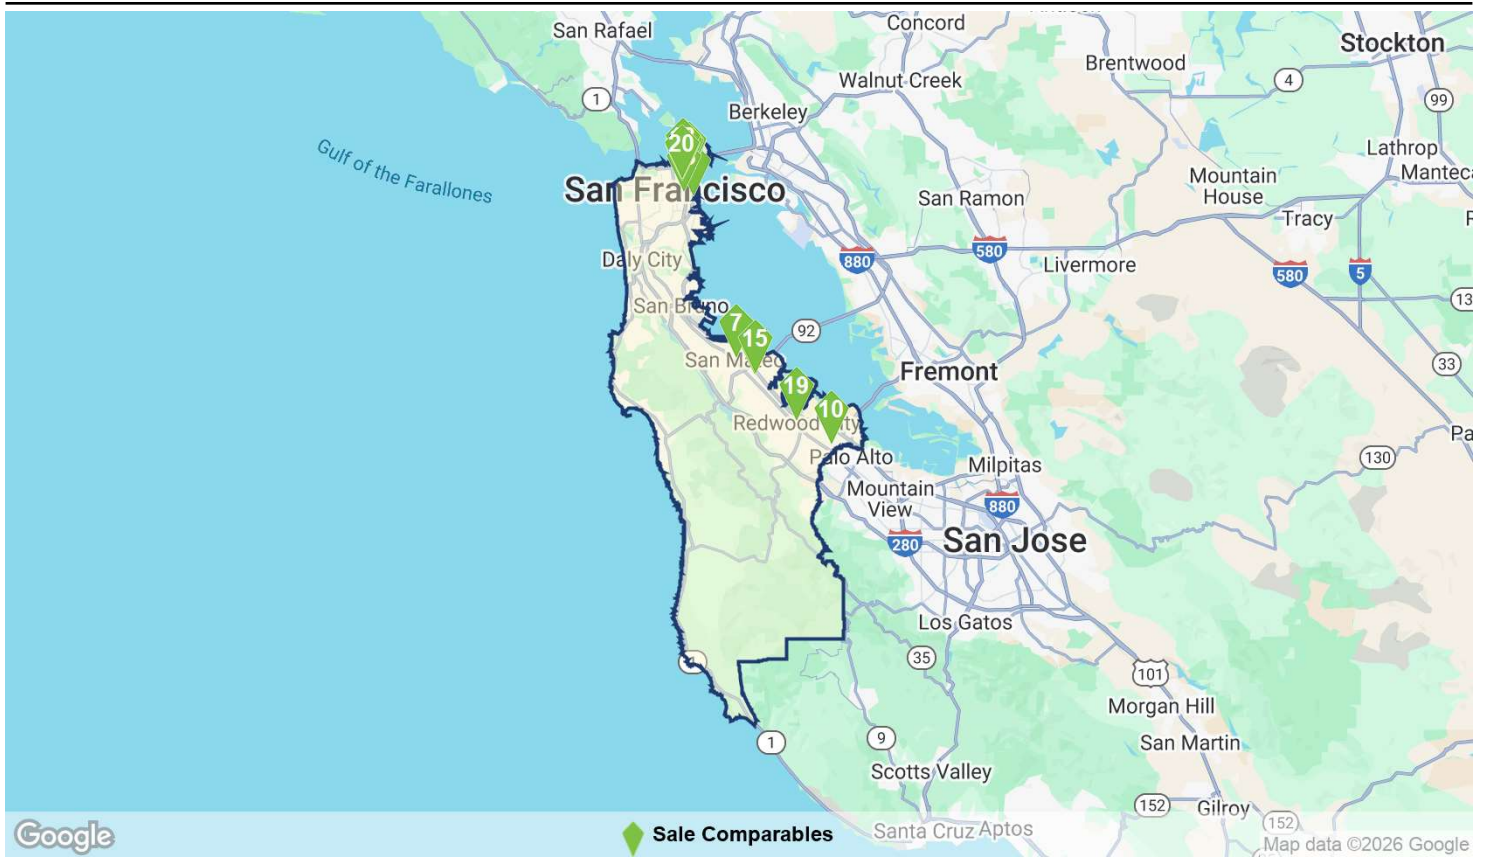 San Rafael
Concord
Stockton
Brentwood
Walnut Creek
4
1
99
Berkeley
Gulf of the Farallones
20
Lathrop
Mountain
House
Manteca
San Francisco
San Ramon
Tracy
580
880
Daly City
Livermore
580
5
San Bruno
13
7
92
15
San Mateo
33
Fremont
19
10
Redwood City
Palo Alto
130
Pa
Milpitas
Mountain
View
880
280
San Jose
Los Gatos
35
101
Morgan Hill
1
9
San Martin
Scotts Valley
152
Gilroy
Google
Sale Comparables
Santa Cruz
Aptos
152
Map data ©2026 Google